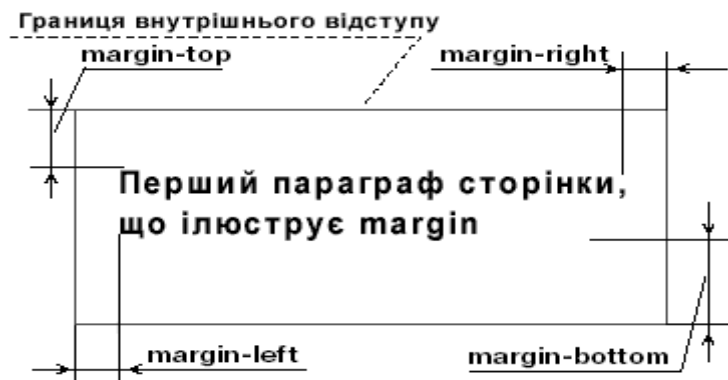 Границя внутрішнього відступу
margin-top
margin-right
Перший параграф сторінки,
що ілюструє margin
margin-left
margin-bottom